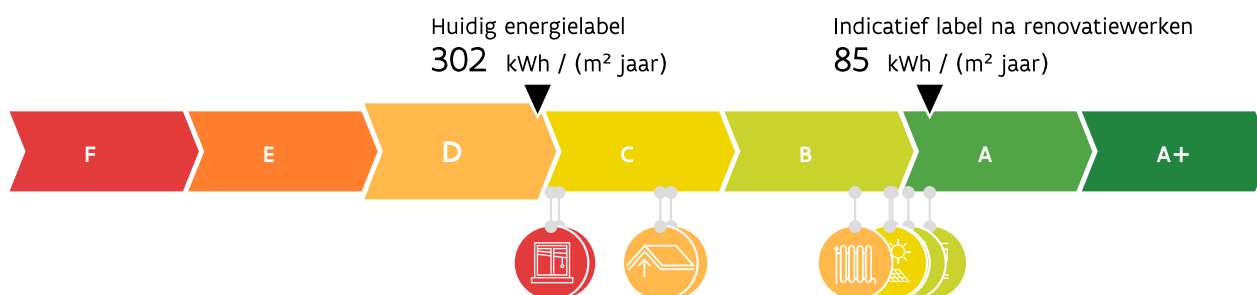 Huidig energielabel
302 kWh / (m² jaar)
Indicatief label na renovatiewerken
85 kWh / (m² jaar)
F E D C B A A+